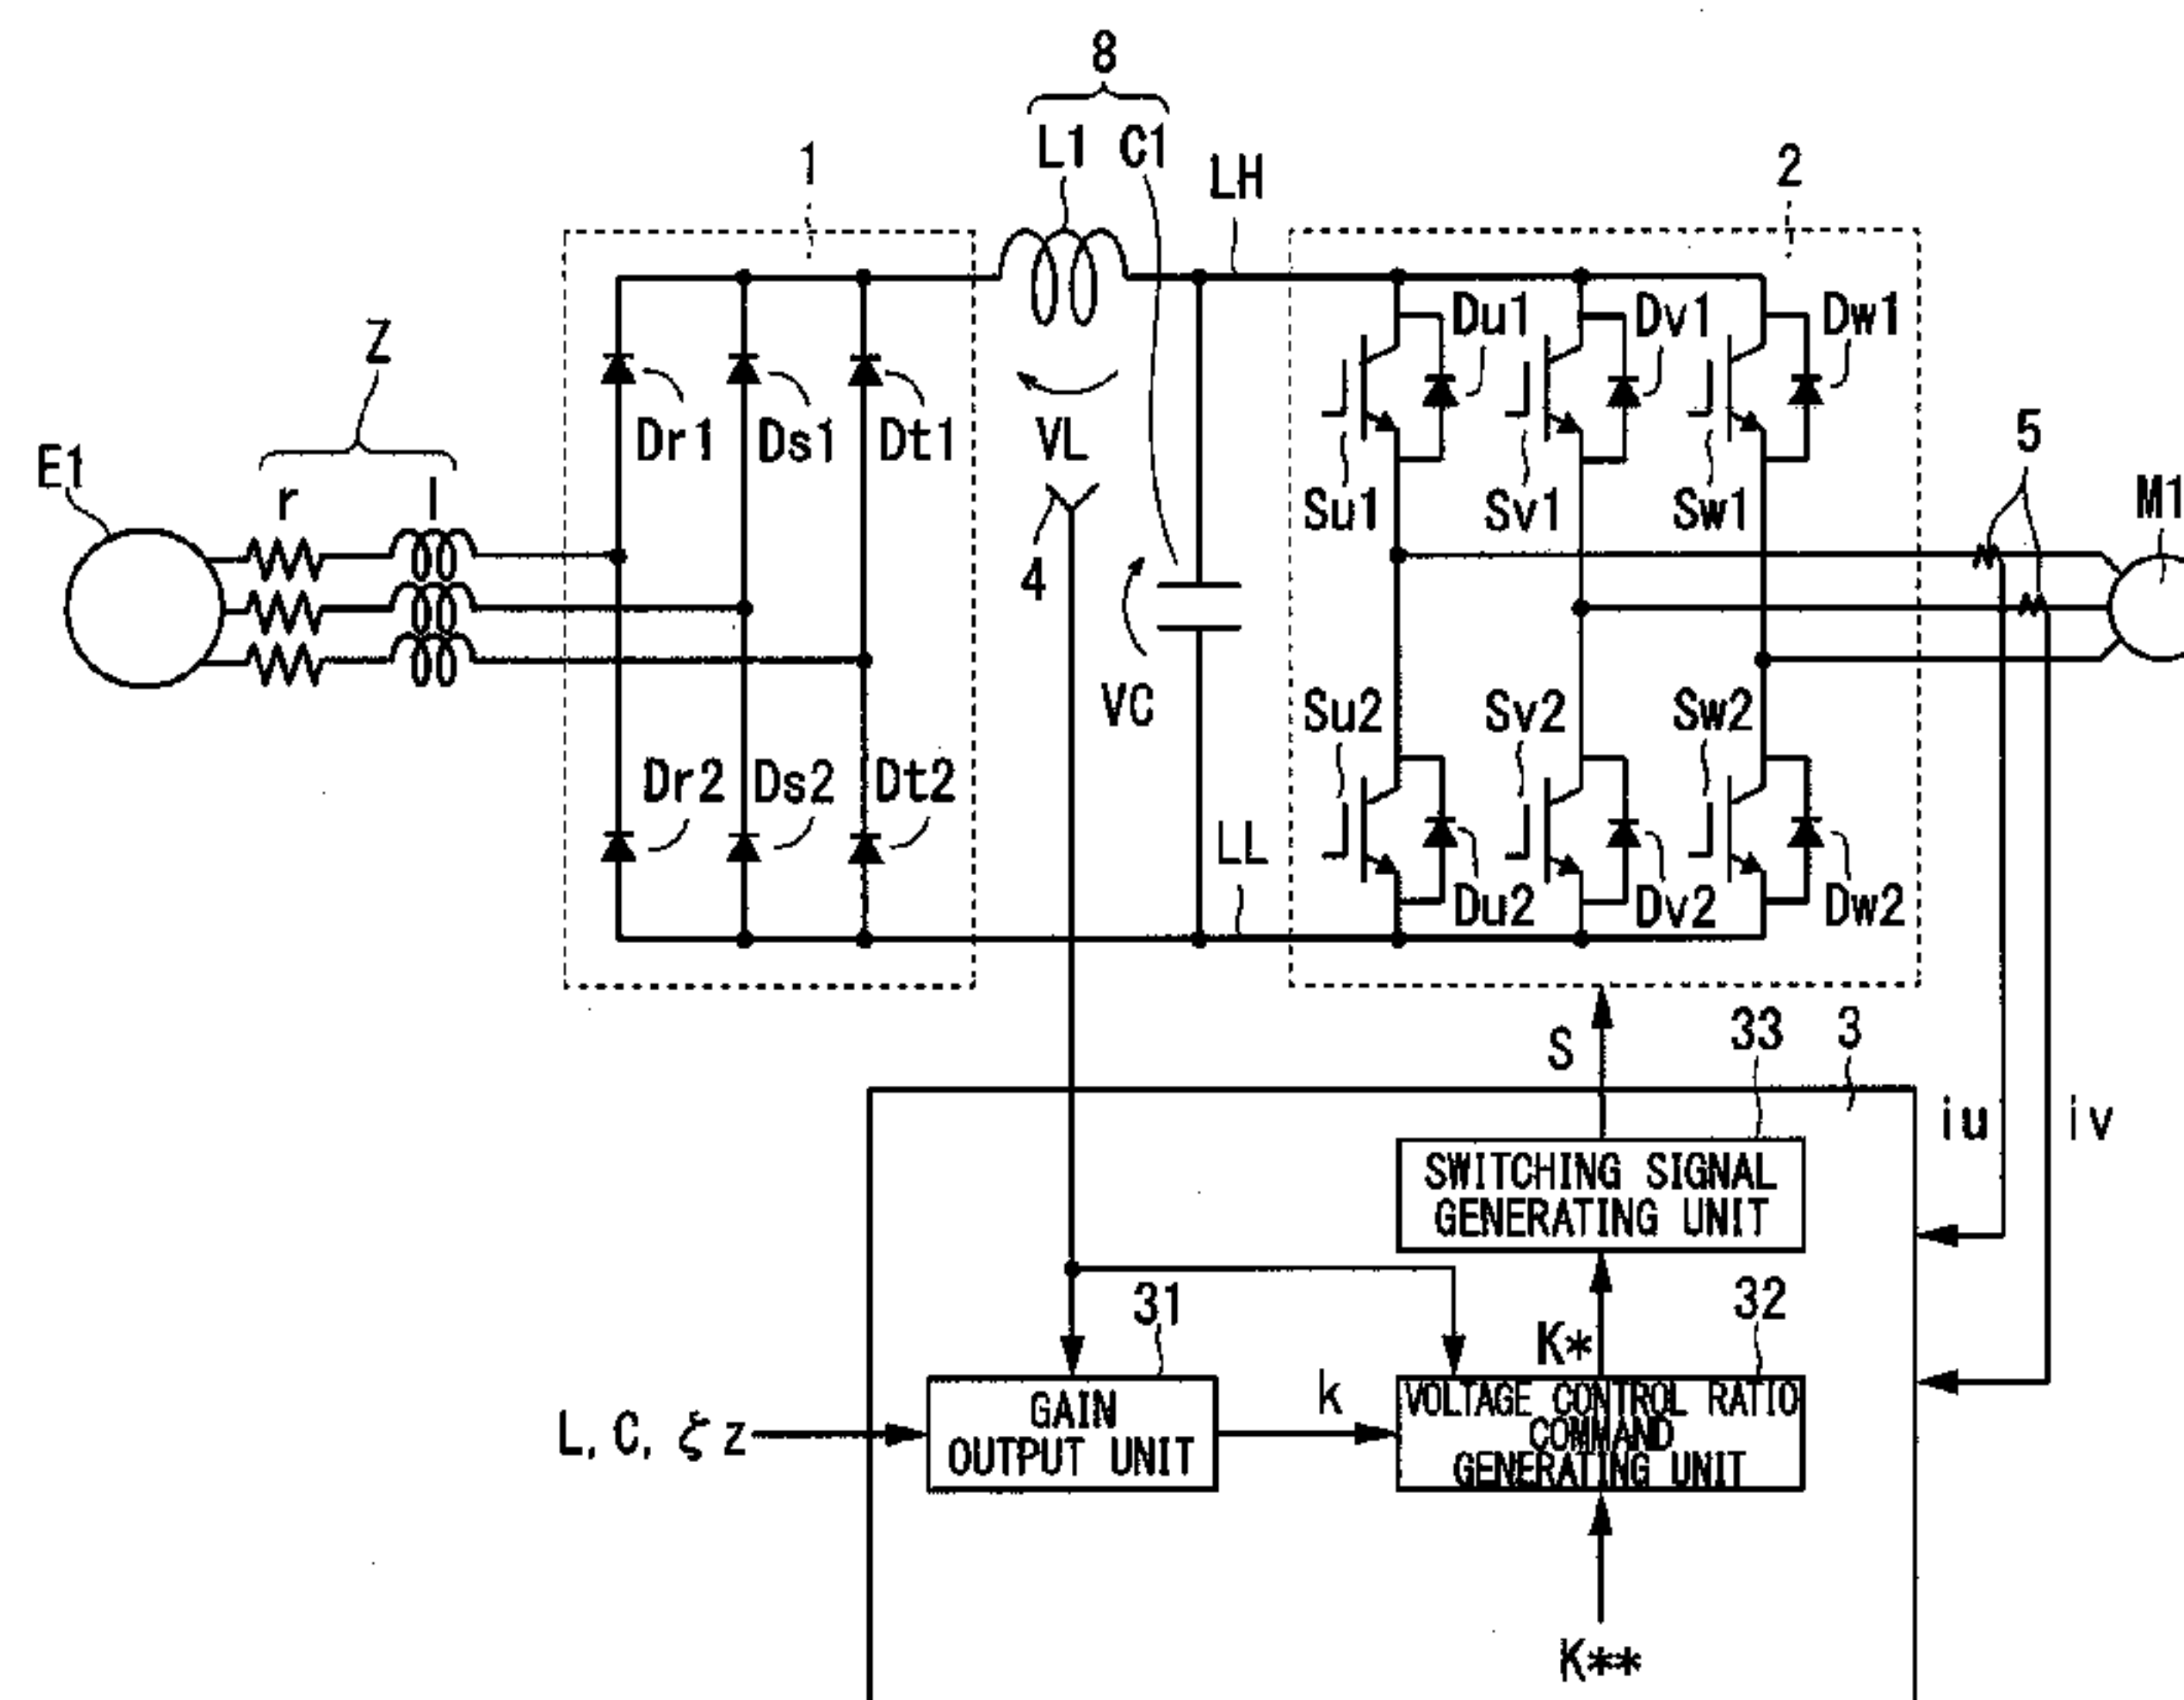 8
L1 C1
1
LH
2
Z
Du1
Dv1
Dw1
E1
r
l
Dr1
Ds1
Dt1
VL
4
Su1
Sv1
Sw1
5
M1
VC
Su2
Sv2
Sw2
Dr2
Ds2
Dt2
LL
Du2
Dv2
Dw2
S
33
3
iu
iv
SWITCHING SIGNAL
GENERATING UNIT
31
K*
32
L, C, ζz
GAIN
OUTPUT UNIT
k
VOLTAGE CONTROL RATIO
COMMAND
GENERATING UNIT
K**